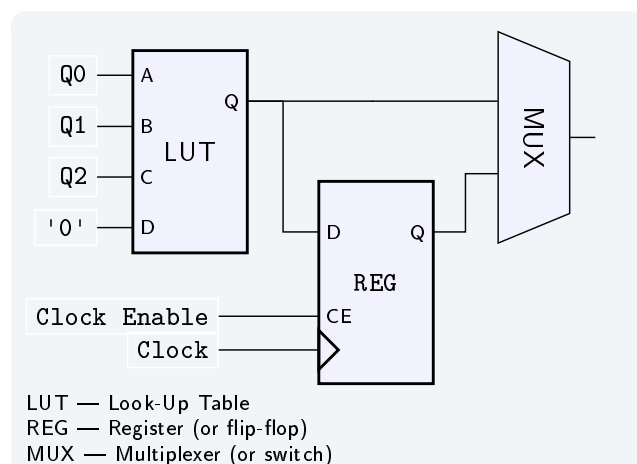 Q0
A
Q
Q1
B
LUT
MUX
Q2
C
'0'
D
D
Q
REG
Clock Enable
CE
Clock
LUT — Look-Up Table
REG — Register (or flip-flop)
MUX — Multiplexer (or switch)